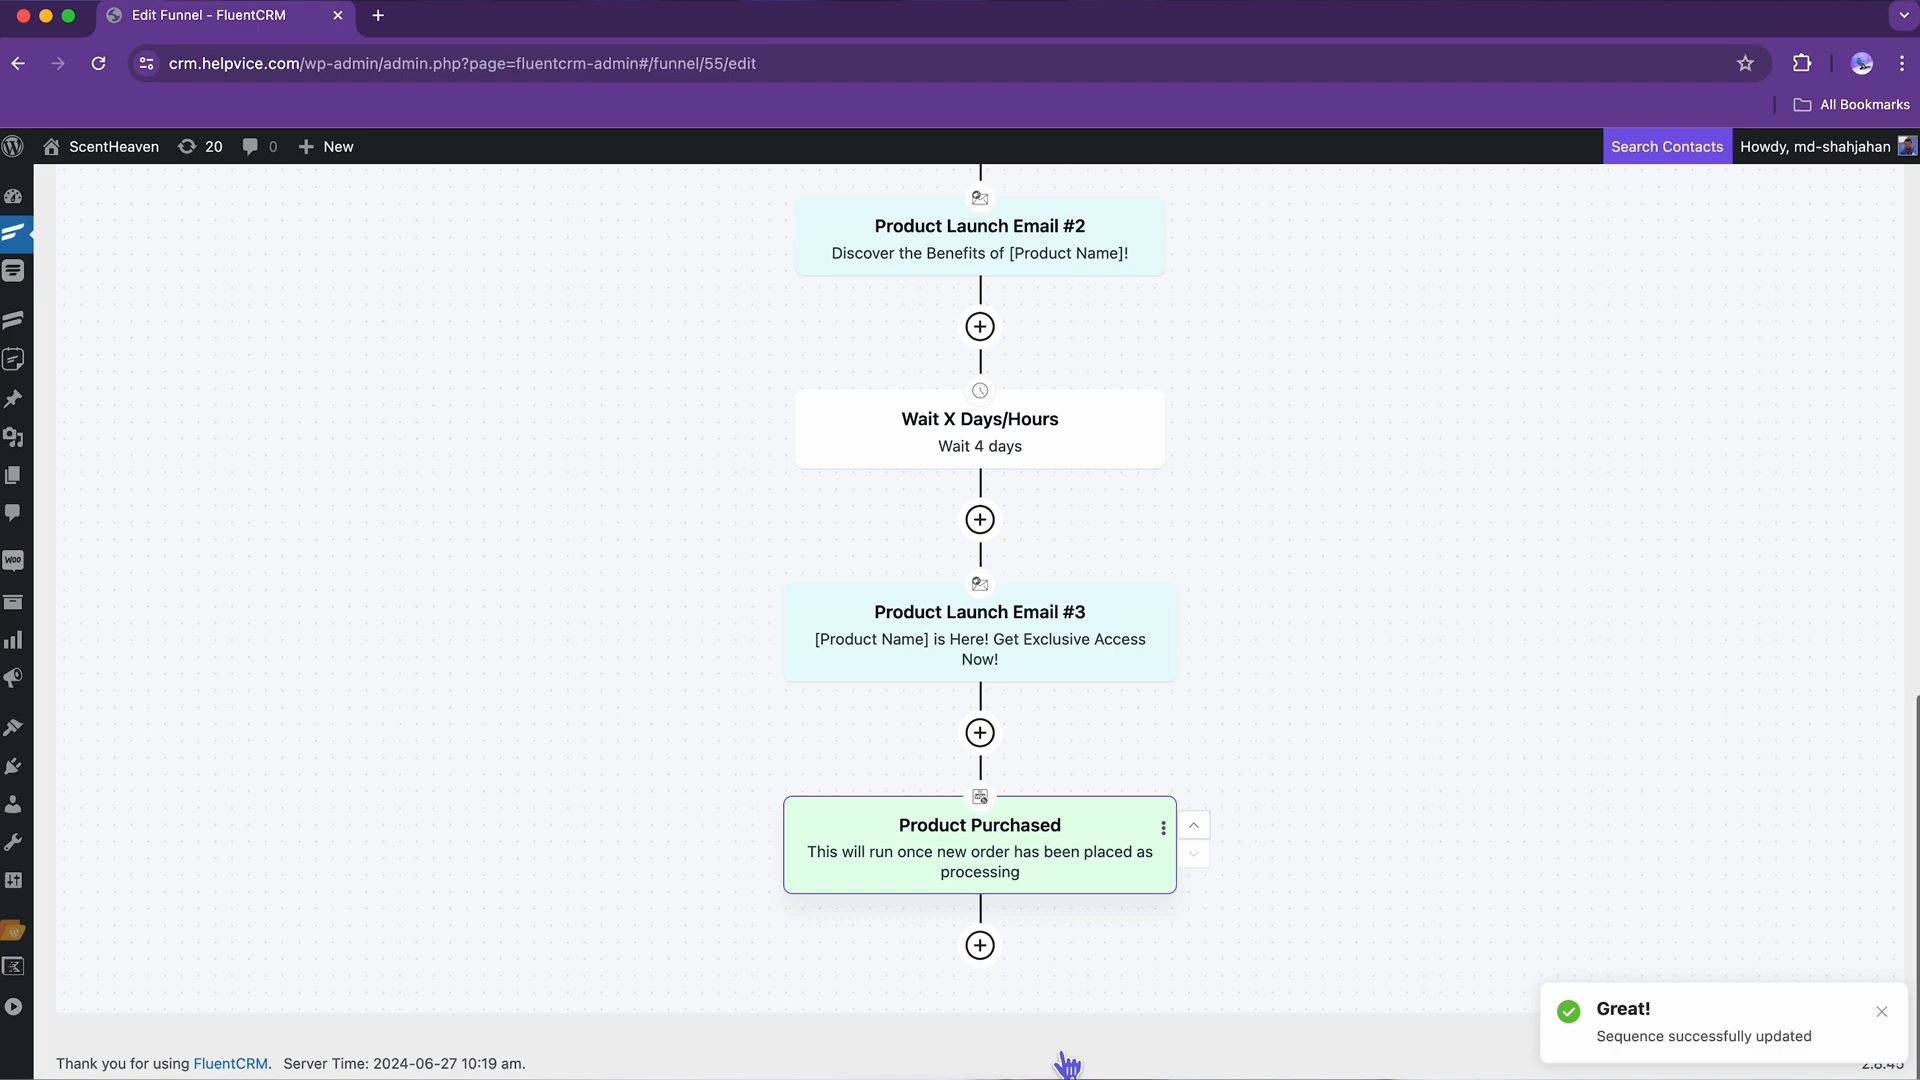 Edit Funnel - FluentCRM
crm.helpvice.com/wp-admin/admin.php?page=fluentcrm-admin#/funnel/55/edit
All Bookmarks
ScentHeaven
20
0
New
Search Contacts
Howdy, md-shahjahan
Product Launch Email #2
Discover the Benefits of [Product Name]!
Wait X Days/Hours
Wait 4 days
WOO
Product Launch Email #3
[Product Name] is Here! Get Exclusive Access
Now!
Product Purchased
This will run once new order has been placed as
processing
Great!
Sequence successfully updated
Thank you for using FluentCRM. Server Time: 2024-06-27 10:19 am.
2.8.45